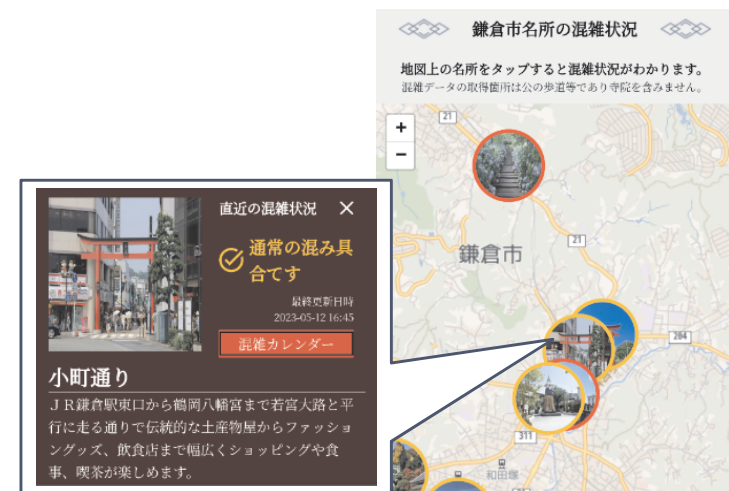 鎌倉市名所の混雑状況
地図上の名所をタップすると混雑状況がわかります。
混雑データの取得箇所は公の歩道等であり寺院を含みません。
+
−
21
鎌倉市
21
204
311
和田塚
直近の混雑状況 ×
通常の混み具
合てす
最終更新日時
2023-05-12 16:45
混雑カレンダー
小町通り
ＪＲ鎌倉駅東口から鶴岡八幡宮まで若宮大路と平
行に走る通りで伝統的な土産物屋からファッショ
ングッズ、飲食店まで幅広くショッピングや食
事、喫茶が楽しめます。